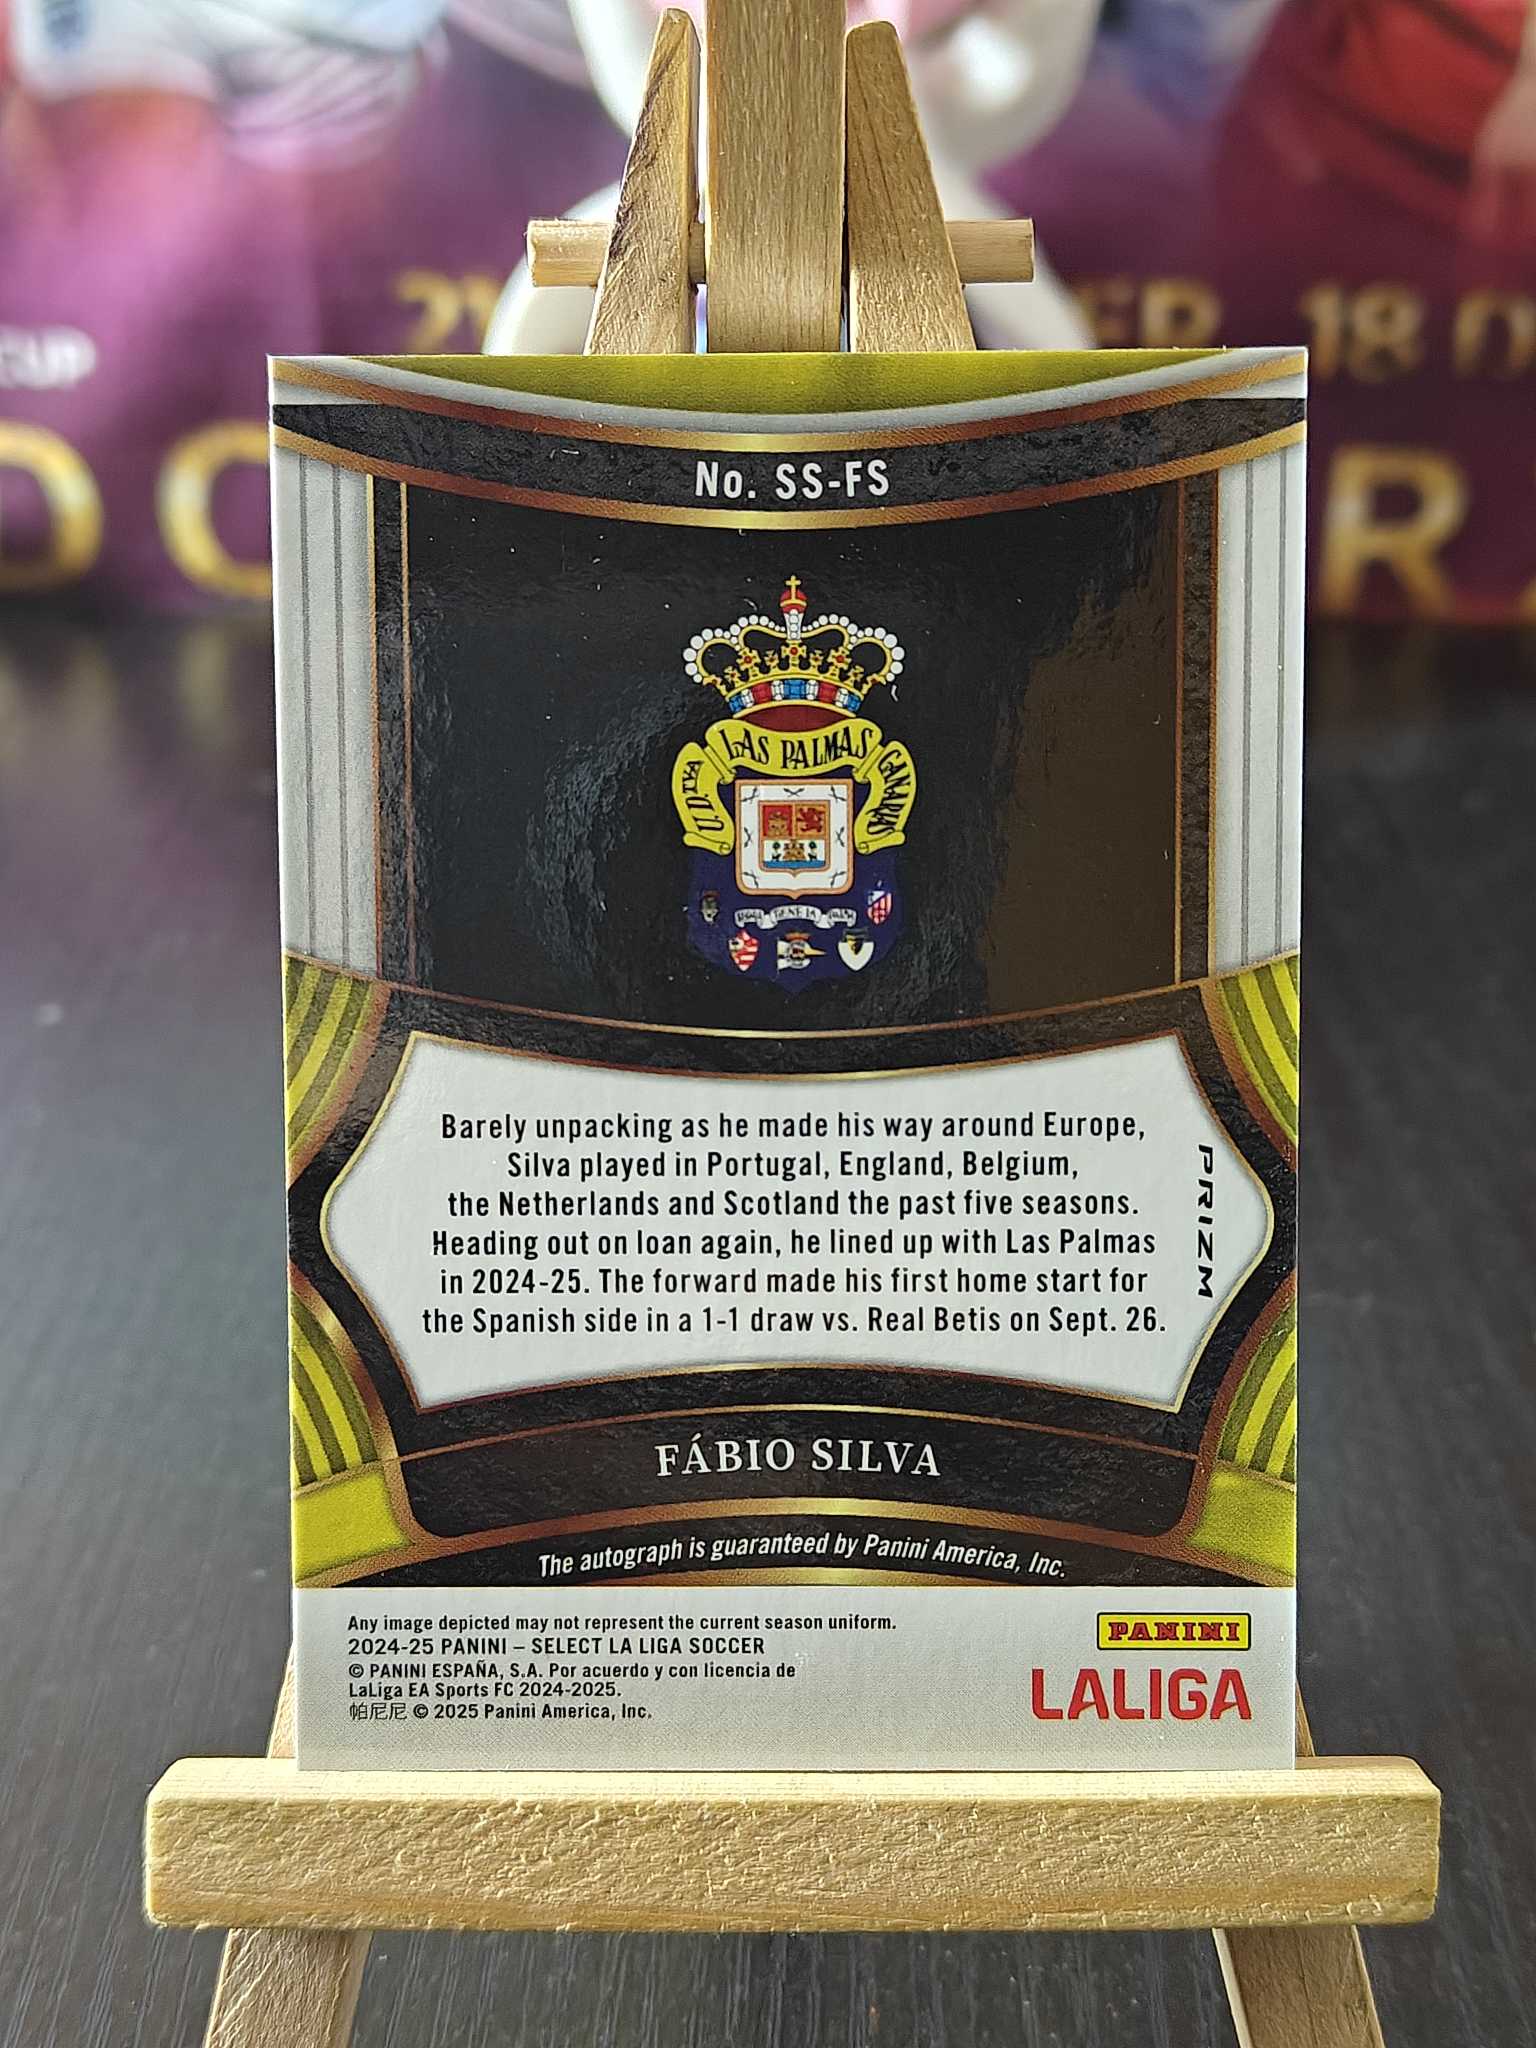 CUP
18 D
No. SS-FS
LAS PALMAS
U.D.
CANARIAS
Barely unpacking as he made his way around Europe,
Silva played in Portugal, England, Belgium,
the Netherlands and Scotland the past five seasons.
Heading out on loan again, he lined up with Las Palmas
in 2024-25. The forward made his first home start for
the Spanish side in a 1-1 draw vs. Real Betis on Sept. 26.
PRIZM
FÁBIO SILVA
The autograph is guaranteed by Panini America, Inc.
Any image depicted may not represent the current season uniform.
2024-25 PANINI – SELECT LA LIGA SOCCER
© PANINI ESPAÑA, S.A. Por acuerdo y con licencia de
LaLiga EA Sports FC 2024-2025.
帕尼尼 © 2025 Panini America, Inc.
PANINI
LALIGA